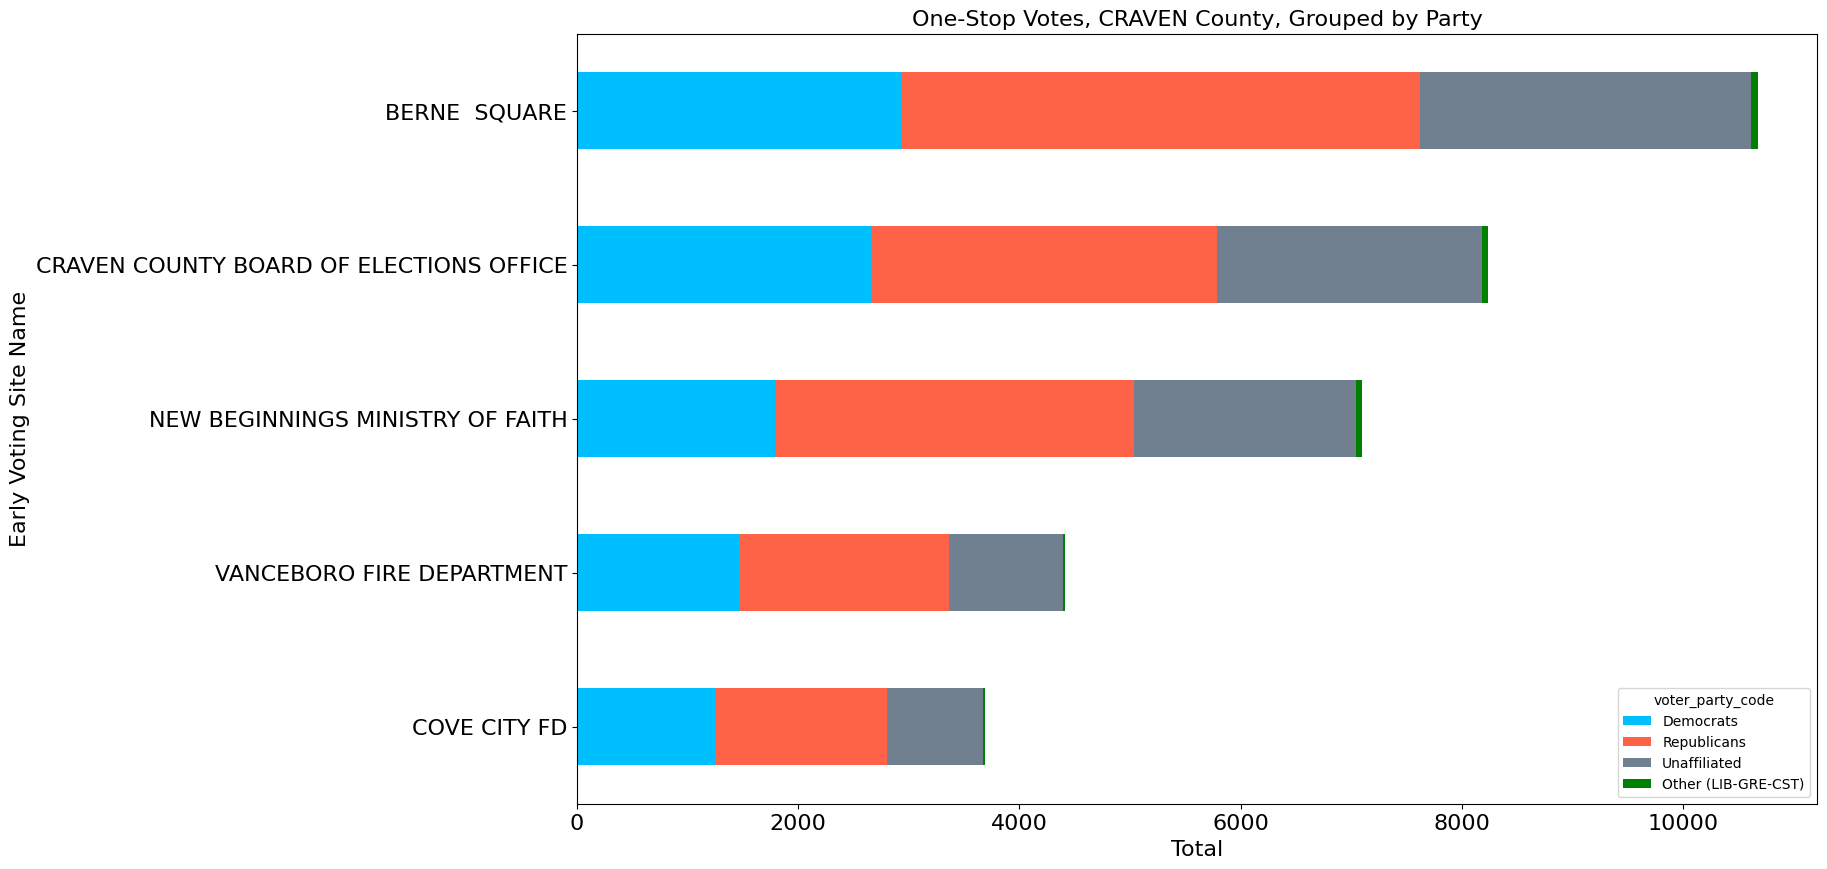 One-Stop Votes, CRAVEN County, Grouped by Party
Early Voting Site Name
BERNE  SQUARE
CRAVEN COUNTY BOARD OF ELECTIONS OFFICE
NEW BEGINNINGS MINISTRY OF FAITH
VANCEBORO FIRE DEPARTMENT
COVE CITY FD
voter_party_code
Democrats
Republicans
Unaffiliated
Other (LIB-GRE-CST)
0 2000 4000 6000 8000 10000
Total